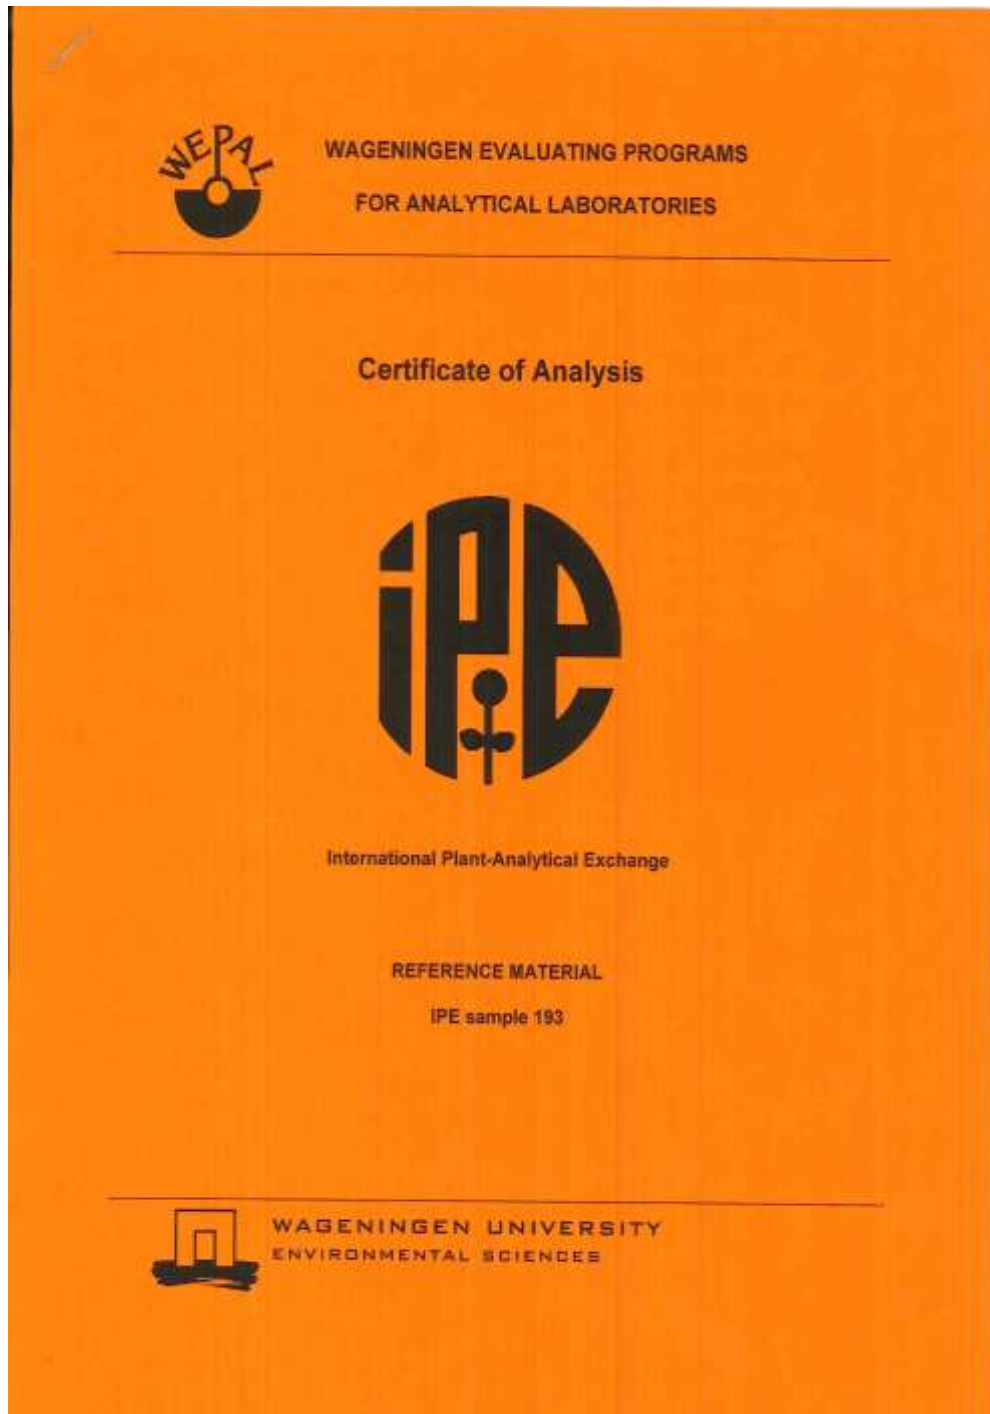 WEPAL
WAGENINGEN EVALUATING PROGRAMS
FOR ANALYTICAL LABORATORIES
Certificate of Analysis
ipe
International Plant-Analytical Exchange
REFERENCE MATERIAL
IPE sample 193
WAGENINGEN UNIVERSITY
ENVIRONMENTAL SCIENCES